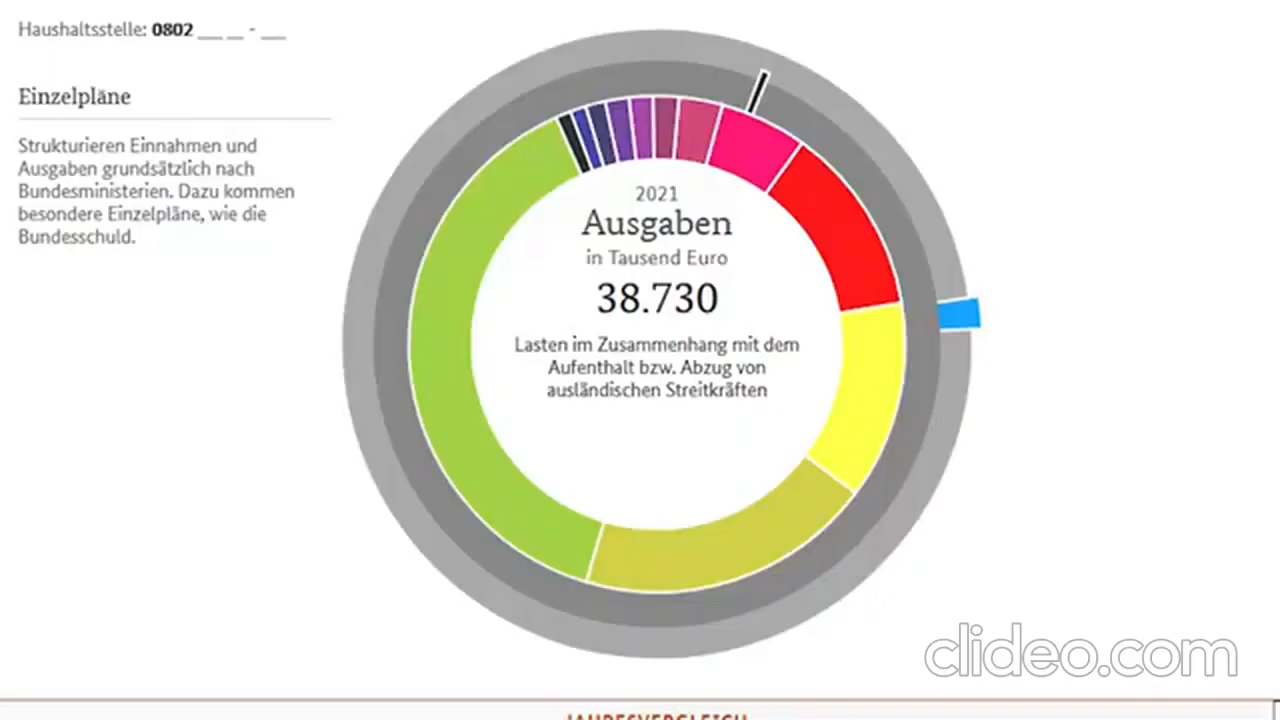 Haushaltsstelle: 0802 __ _ - __
Einzelpläne
Strukturieren Einnahmen und
Ausgaben grundsätzlich nach
Bundesministerien. Dazu kommen
besondere Einzelpläne, wie die
Bundesschuld.
2021
Ausgaben
in Tausend Euro
38.730
Lasten im Zusammenhang mit dem
Aufenthalt bzw. Abzug von
ausländischen Streitkräften
clideo.com
JAHRESVERGLEICH